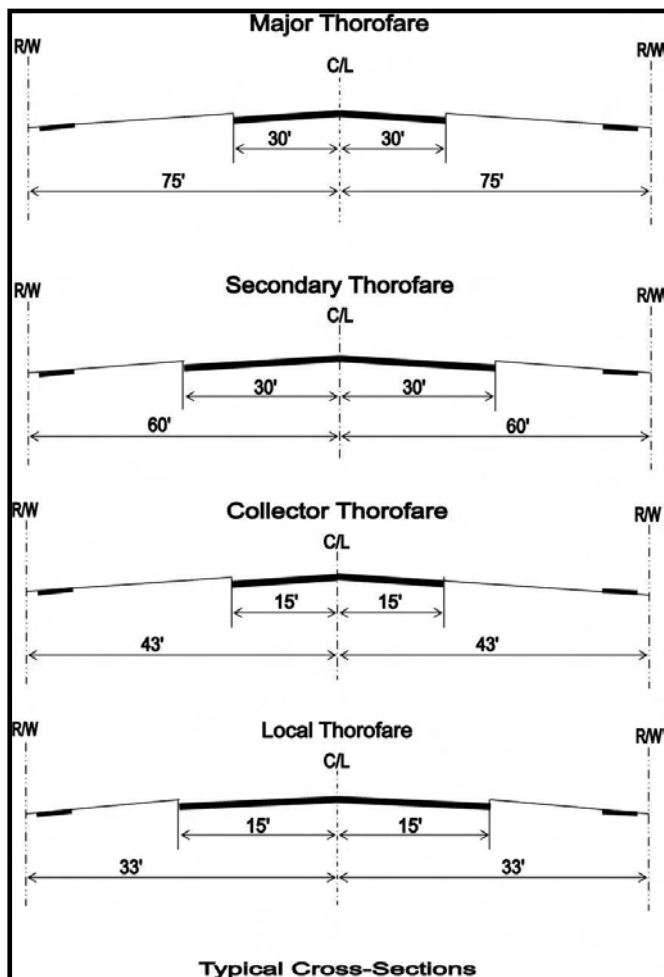 Major Thorofare
R/W R/W
C/L
30' 30'
75' 75'
Secondary Thorofare
R/W R/W
C/L
30' 30'
60' 60'
Collector Thorofare
R/W R/W
C/L
15' 15'
43' 43'
Local Thorofare
R/W R/W'
C/L
15' 15'
33' 33'
Typical Cross-Sections